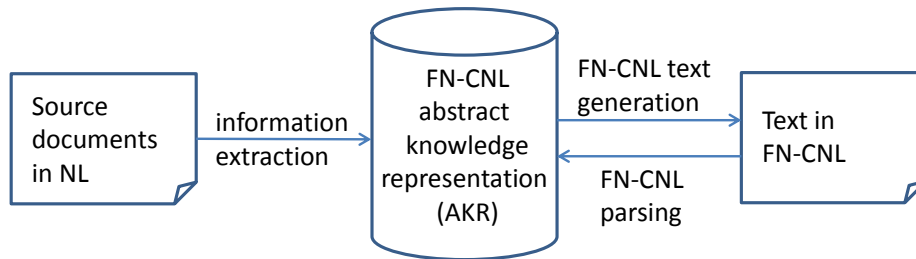 Source
documents
in NL
information
extraction
FN-CNL
abstract
knowledge
representation
(AKR)
FN-CNL text
generation
FN-CNL
parsing
Text in
FN-CNL